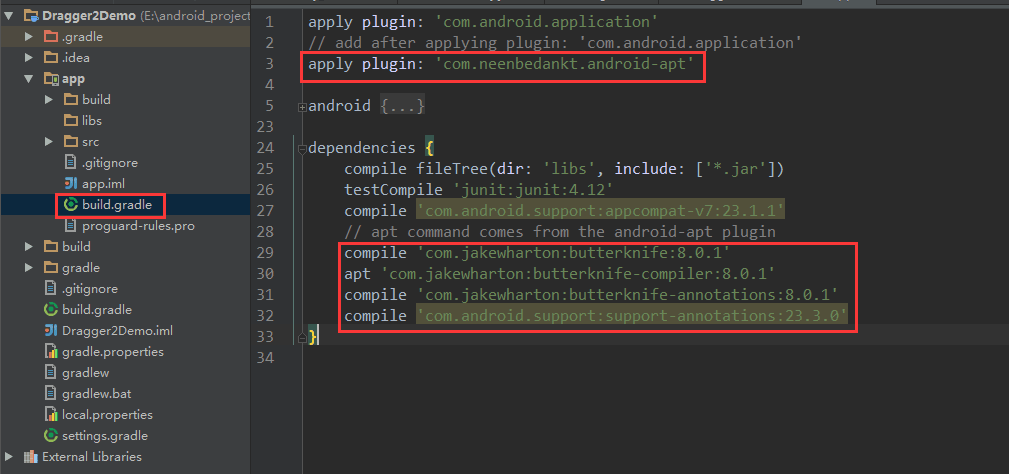 Dragger2Demo (E:\android_project
.gradle
.idea
app
build
libs
src
.gitignore
app.iml
build.gradle
proguard-rules.pro
build
gradle
.gitignore
build.gradle
Dragger2Demo.iml
gradle.properties
gradlew
gradlew.bat
local.properties
settings.gradle
External Libraries
1 apply plugin: 'com.android.application'
2 // add after applying plugin: 'com.android.application'
3 apply plugin: 'com.neenbedankt.android-apt'
4
5 android {...}
23
24 dependencies {
25 compile fileTree(dir: 'libs', include: ['*.jar'])
26 testCompile 'junit:junit:4.12'
27 compile 'com.android.support:appcompat-v7:23.1.1'
28 // apt command comes from the android-apt plugin
29 compile 'com.jakewharton:butterknife:8.0.1'
30 apt 'com.jakewharton:butterknife-compiler:8.0.1'
31 compile 'com.jakewharton:butterknife-annotations:8.0.1'
32 compile 'com.android.support:support-annotations:23.3.0'
33 }
34